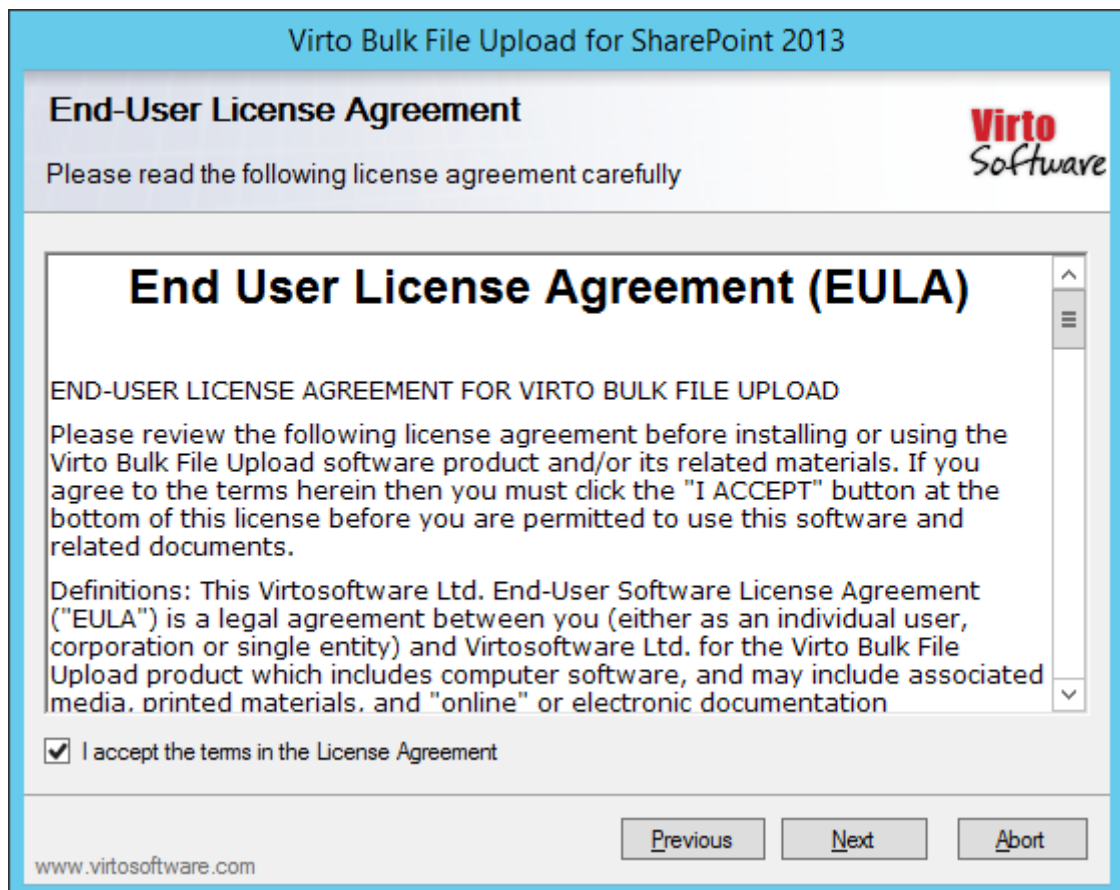 Virto Bulk File Upload for SharePoint 2013
End-User License Agreement
Please read the following license agreement carefully
Virto
Software
End User License Agreement (EULA)
END-USER LICENSE AGREEMENT FOR VIRTO BULK FILE UPLOAD
Please review the following license agreement before installing or using the
Virto Bulk File Upload software product and/or its related materials. If you
agree to the terms herein then you must click the "I ACCEPT" button at the
bottom of this license before you are permitted to use this software and
related documents.
Definitions: This Virtosoftware Ltd. End-User Software License Agreement
("EULA") is a legal agreement between you (either as an individual user,
corporation or single entity) and Virtosoftware Ltd. for the Virto Bulk File
Upload product which includes computer software, and may include associated
media, printed materials, and "online" or electronic documentation
I accept the terms in the License Agreement
Previous
Next
Abort
www.virtosoftware.com